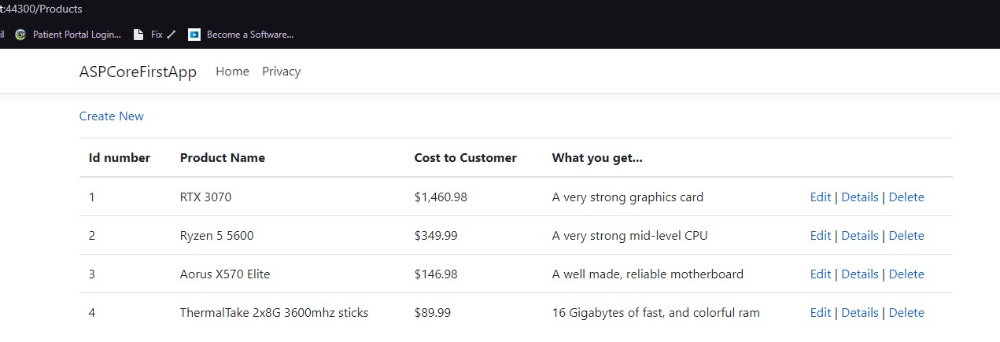 t:44300/Products
il Patient Portal Login... Fix Become a Software...
ASPCoreFirstApp Home Privacy
Create New
Id number Product Name Cost to Customer What you get...
1 RTX 3070 $1,460.98 A very strong graphics card Edit | Details | Delete
2 Ryzen 5 5600 $349.99 A very strong mid-level CPU Edit | Details | Delete
3 Aorus X570 Elite $146.98 A well made, reliable motherboard Edit | Details | Delete
4 ThermalTake 2x8G 3600mhz sticks $89.99 16 Gigabytes of fast, and colorful ram Edit | Details | Delete